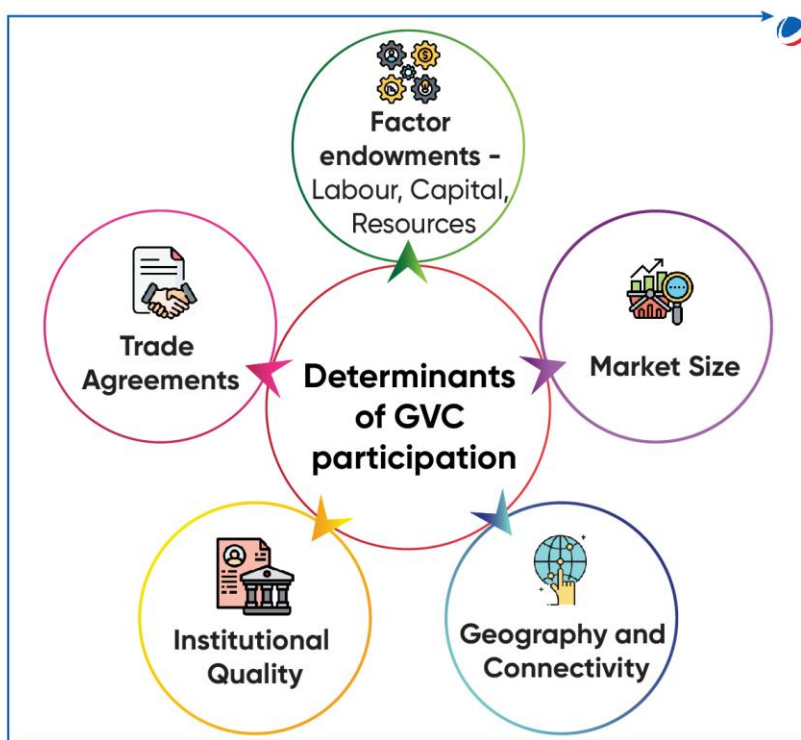 Factor
endowments -
Labour, Capital,
Resources
Trade
Agreements
Market Size
Determinants
of GVC
participation
Institutional
Quality
Geography and
Connectivity